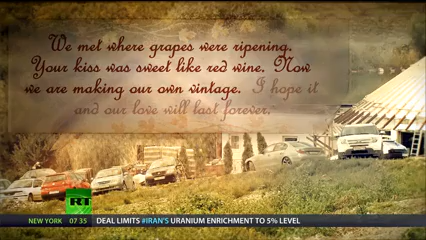 We met where grapes were ripening.
Your kiss was sweet like red wine. Now
we are making our own vintage. I hope it
and our love will last forever.
RT
NEW YORK 07:35 DEAL LIMITS #IRAN'S URANIUM ENRICHMENT TO 5% LEVEL